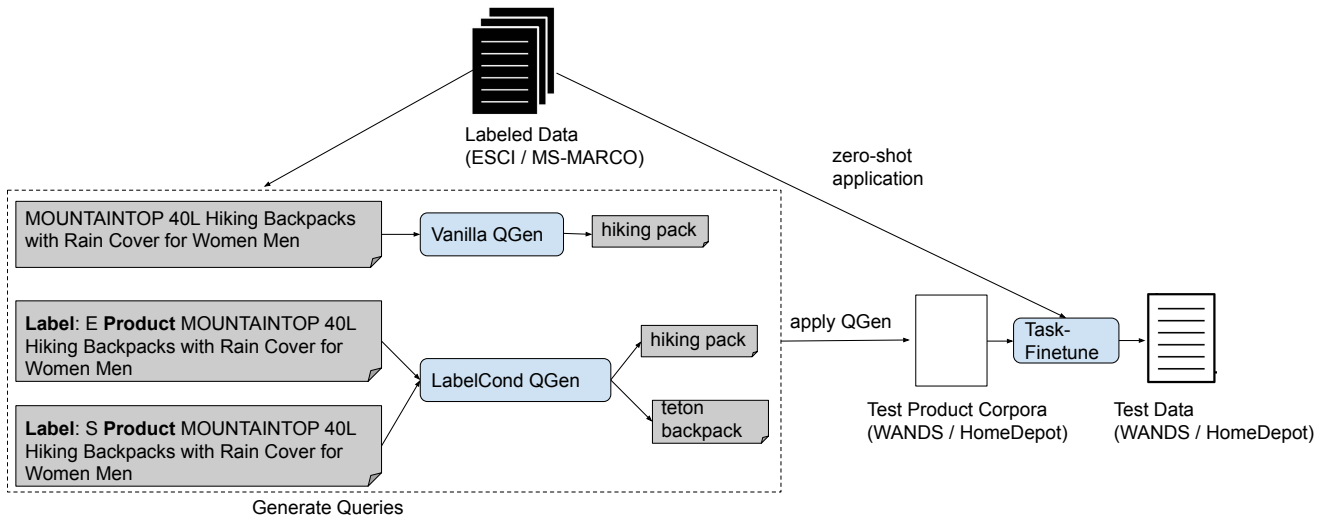 Labeled Data
(ESCI / MS-MARCO)
zero-shot
application
MOUNTAINTOP 40L Hiking Backpacks
with Rain Cover for Women Men
Vanilla QGen
hiking pack
Label: E Product MOUNTAINTOP 40L
Hiking Backpacks with Rain Cover for
Women Men
Label: S Product MOUNTAINTOP 40L
Hiking Backpacks with Rain Cover for
Women Men
LabelCond QGen
hiking pack
teton
backpack
Generate Queries
apply QGen
Test Product Corpora
(WANDS / HomeDepot)
Task-
Finetune
Test Data
(WANDS / HomeDepot)